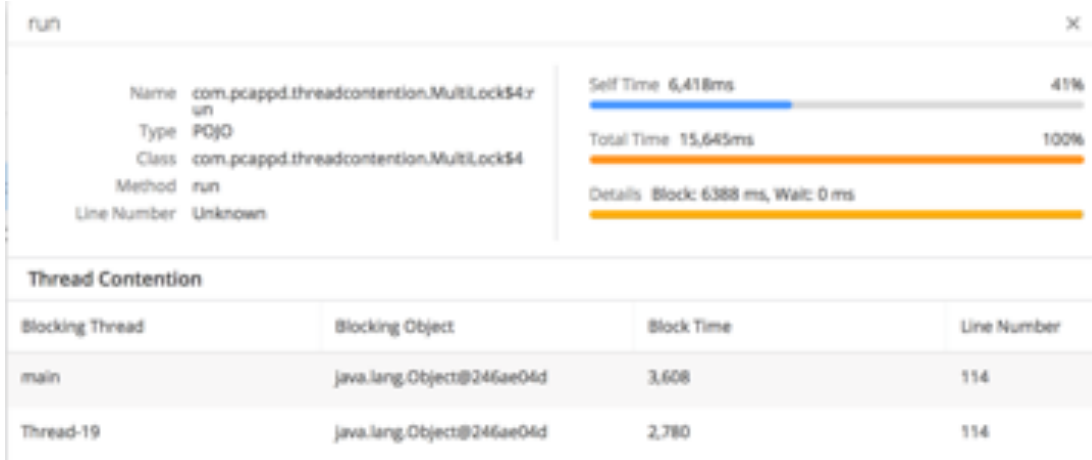 run
Name com.pcappd.threadcontention.MultiLock$4:r
un
Type POJO
Class com.pcappd.threadcontention.MultiLock$4
Method run
Line Number Unknown
Self Time 6,418ms 41%
Total Time 15,645ms 100%
Details Block: 6388 ms, Wait: 0 ms
Thread Contention
Blocking Thread Blocking Object Block Time Line Number
main java.lang.Object@246ae04d 3,608 114
Thread-19 java.lang.Object@246ae04d 2,780 114